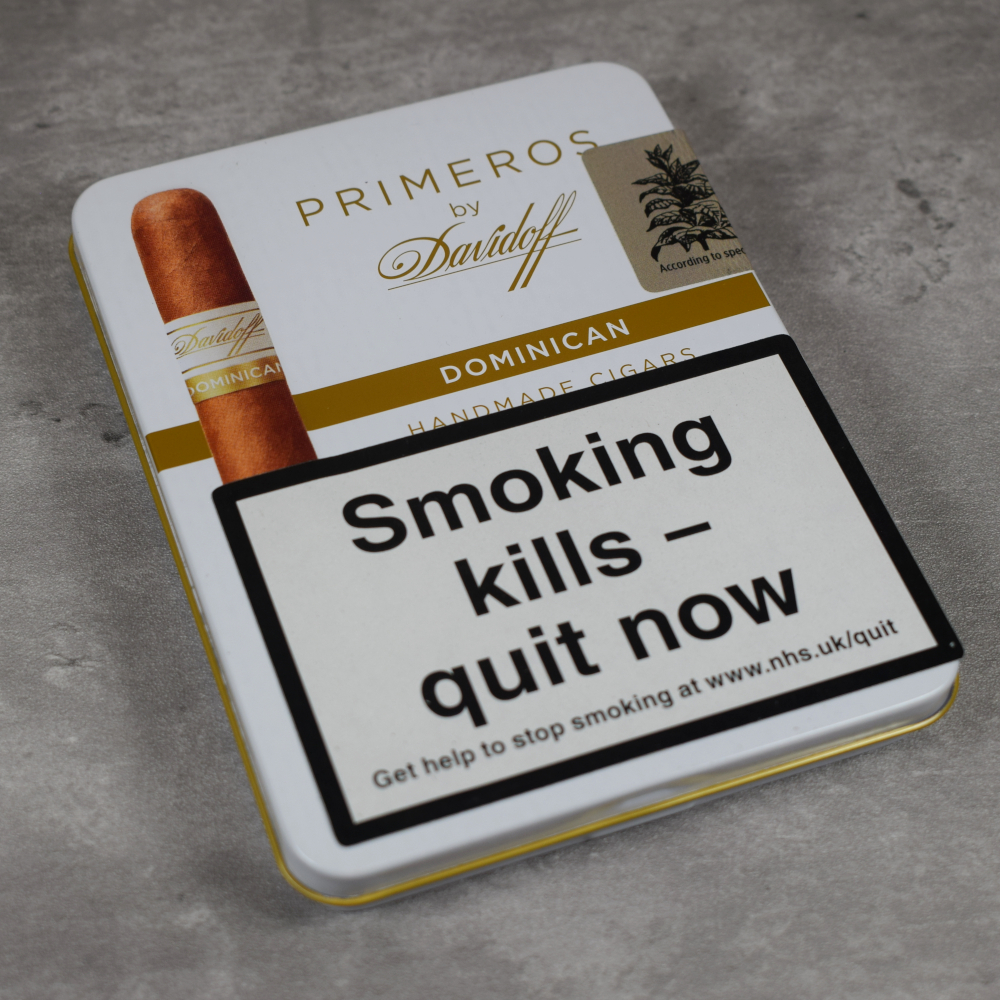 PRIMEROS
by
Davidoff
According to spec
DOMINICAN
HANDMADE CIGARS
Davidoff
DOMINICAN
Smoking
kills –
quit now
Get help to stop smoking at www.nhs.uk/quit